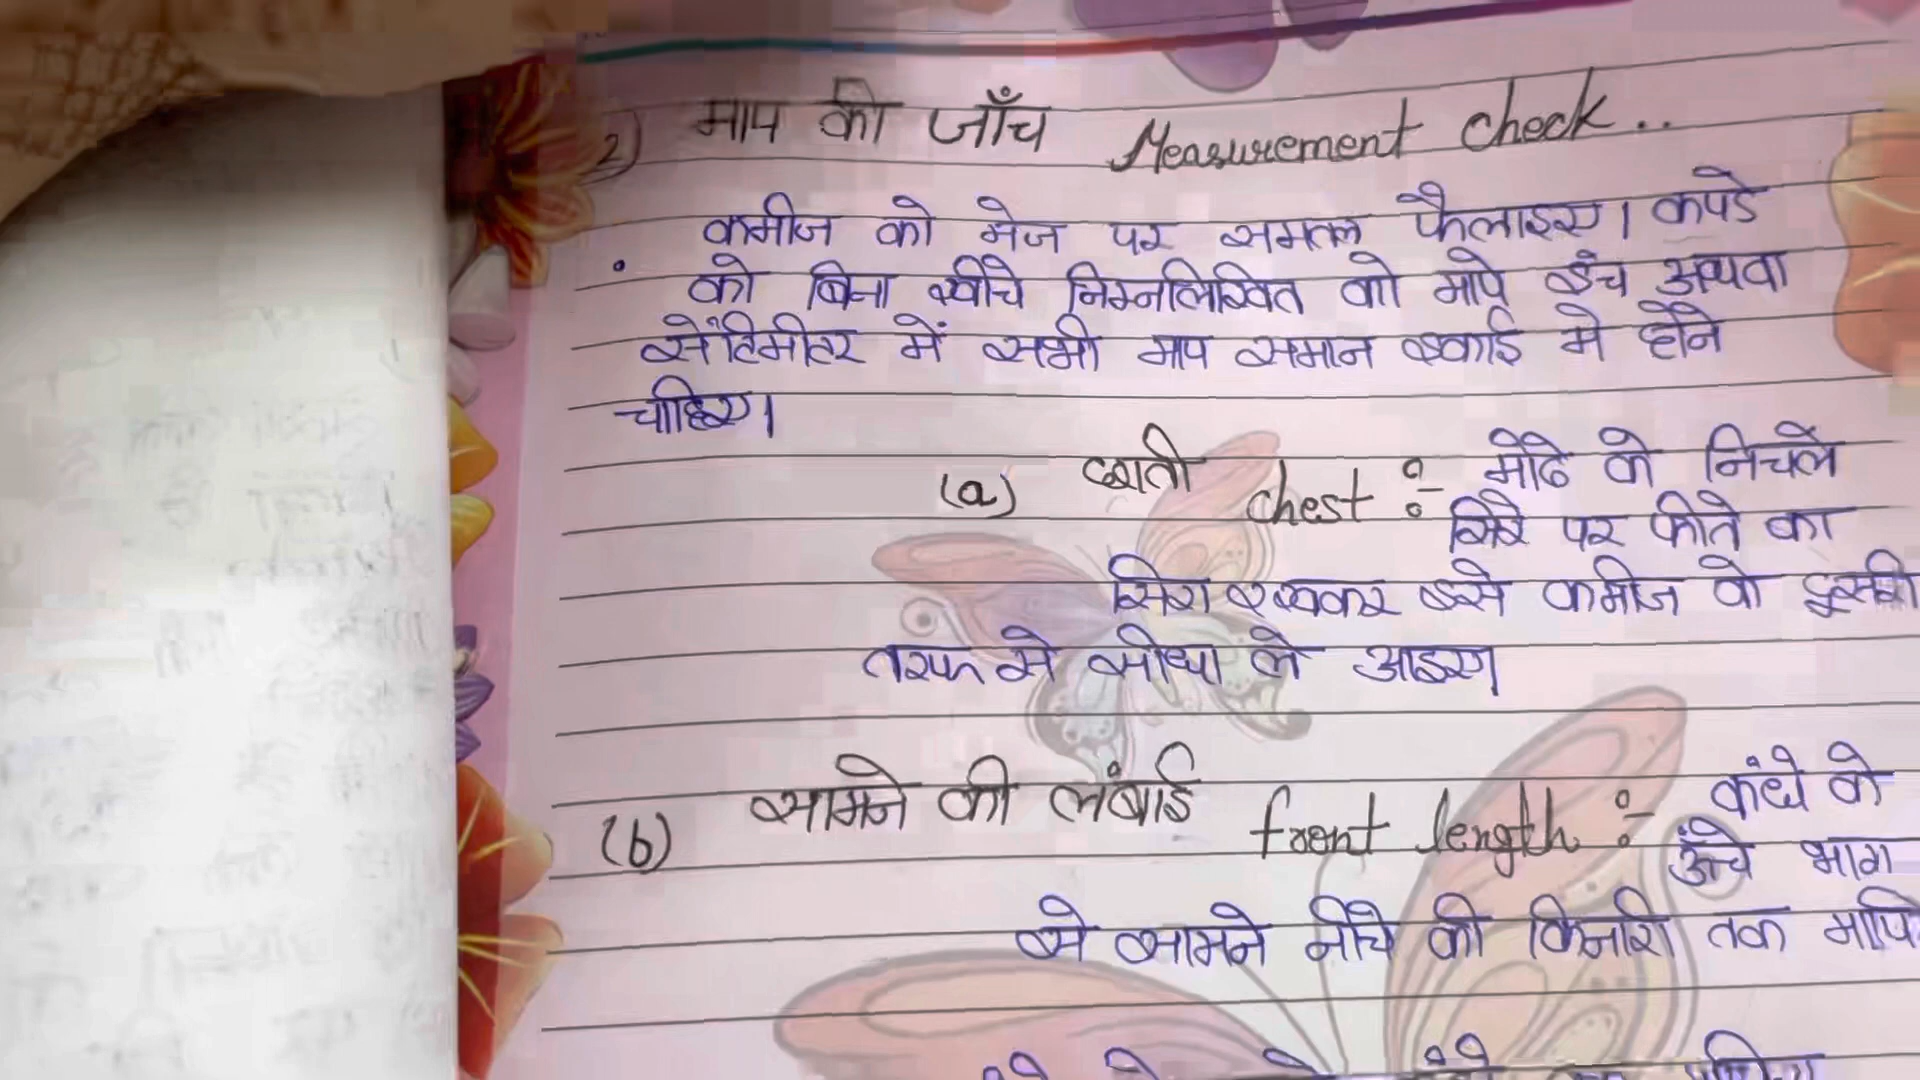 2) माप की जाँच Measurement check..
कमीज को मेज पर समतल फैलाइए। कपडे
को बिना खींचे निम्नलिखित को मापे इंच अथवा
सेंटिमीटर में सभी माप समान इकाई मे होने
चाहिए।
(a) छाती chest :- मोढे के निचले
सिरे पर फीते का
सिरा रखकर इसे कमीज की दूसरी
तरफ से सीधा ले आइए।
(b) सामने की लंबाई front length :- कंधे के
ऊँचे भाग
से सामने नीचे की किनारी तक मापि